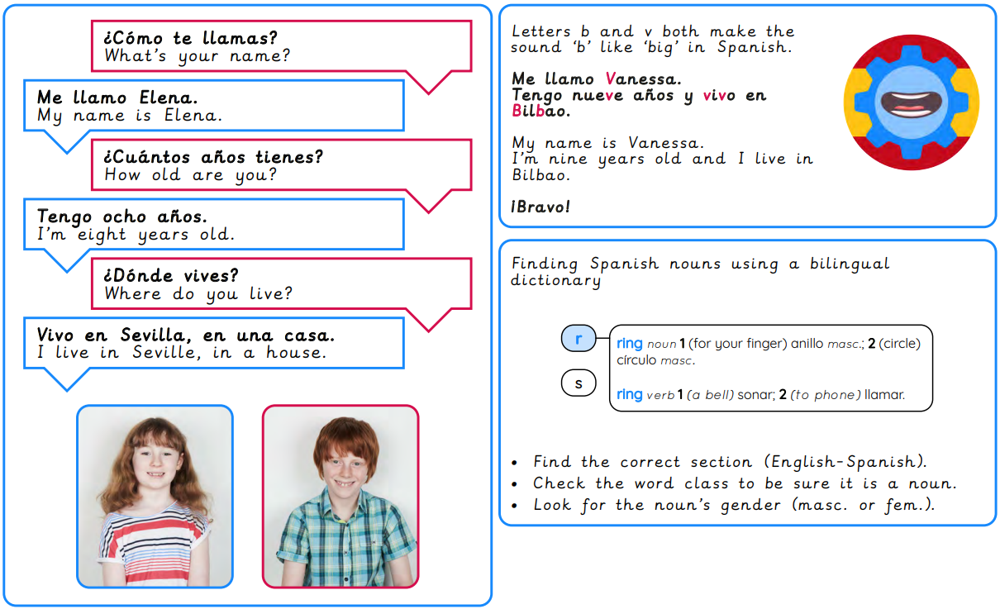 ¿Cómo te llamas?
What's your name?
Me llamo Elena.
My name is Elena.
¿Cuántos años tienes?
How old are you?
Tengo ocho años.
I'm eight years old.
¿Dónde vives?
Where do you live?
Vivo en Sevilla, en una casa.
I live in Seville, in a house.
Letters b and v both make the
sound ‘b’ like ‘big’ in Spanish.
Me llamo Vanessa.
Tengo nueve años y vivo en
Bilbao.
My name is Vanessa.
I'm nine years old and I live in
Bilbao.
¡Bravo!
Finding Spanish nouns using a bilingual
dictionary
r
s
ring noun 1 (for your finger) anillo masc.; 2 (circle)
círculo masc.
ring verb 1 (a bell) sonar; 2 (to phone) llamar.
• Find the correct section (English-Spanish).
• Check the word class to be sure it is a noun.
• Look for the noun's gender (masc. or fem.).